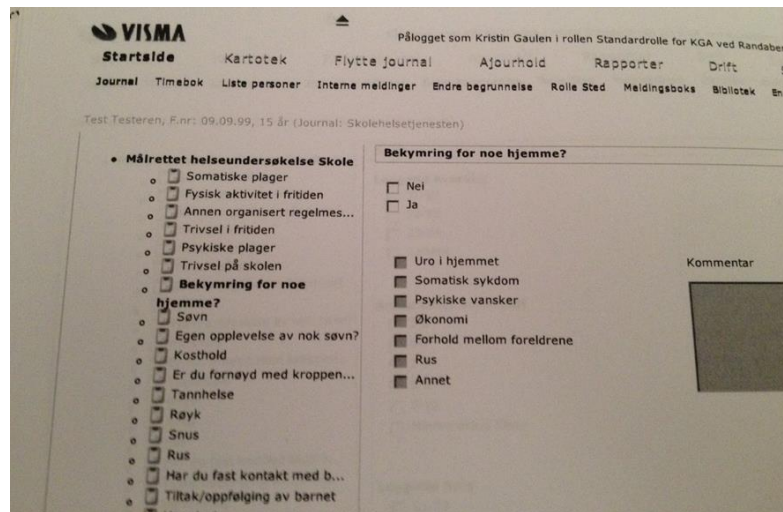 VISMA
Pålogget som Kristin Gaulen i rollen Standardrolle for KGA ved
Startside Kartotek Flytte journal Ajourhold Rapporter Drift
Journal Timebok Liste personer Interne meldinger Endre begrunnelse Rolle Sted Meldingsboks Bibliotek
Test Testeren, F.nr: 09.09.99, 15 år (Journal: Skolehelsetjenesten)
Målrettet helseundersøkelse Skole
Somatiske plager
Fysisk aktivitet i fritiden
Annen organisert regelmes...
Trivsel i fritiden
Psykiske plager
Trivsel på skolen
Bekymring for noe
hjemme?
Søvn
Egen opplevelse av nok søvn?
Kosthold
Er du fornøyd med kroppen...
Tannhelse
Røyk
Snus
Rus
Har du fast kontakt med b...
Tiltak/oppfølging av barnet
Bekymring for noe hjemme?
Nei
Ja
Uro i hjemmet
Somatisk sykdom
Psykiske vansker
Økonomi
Forhold mellom foreldrene
Rus
Annet
Kommentar